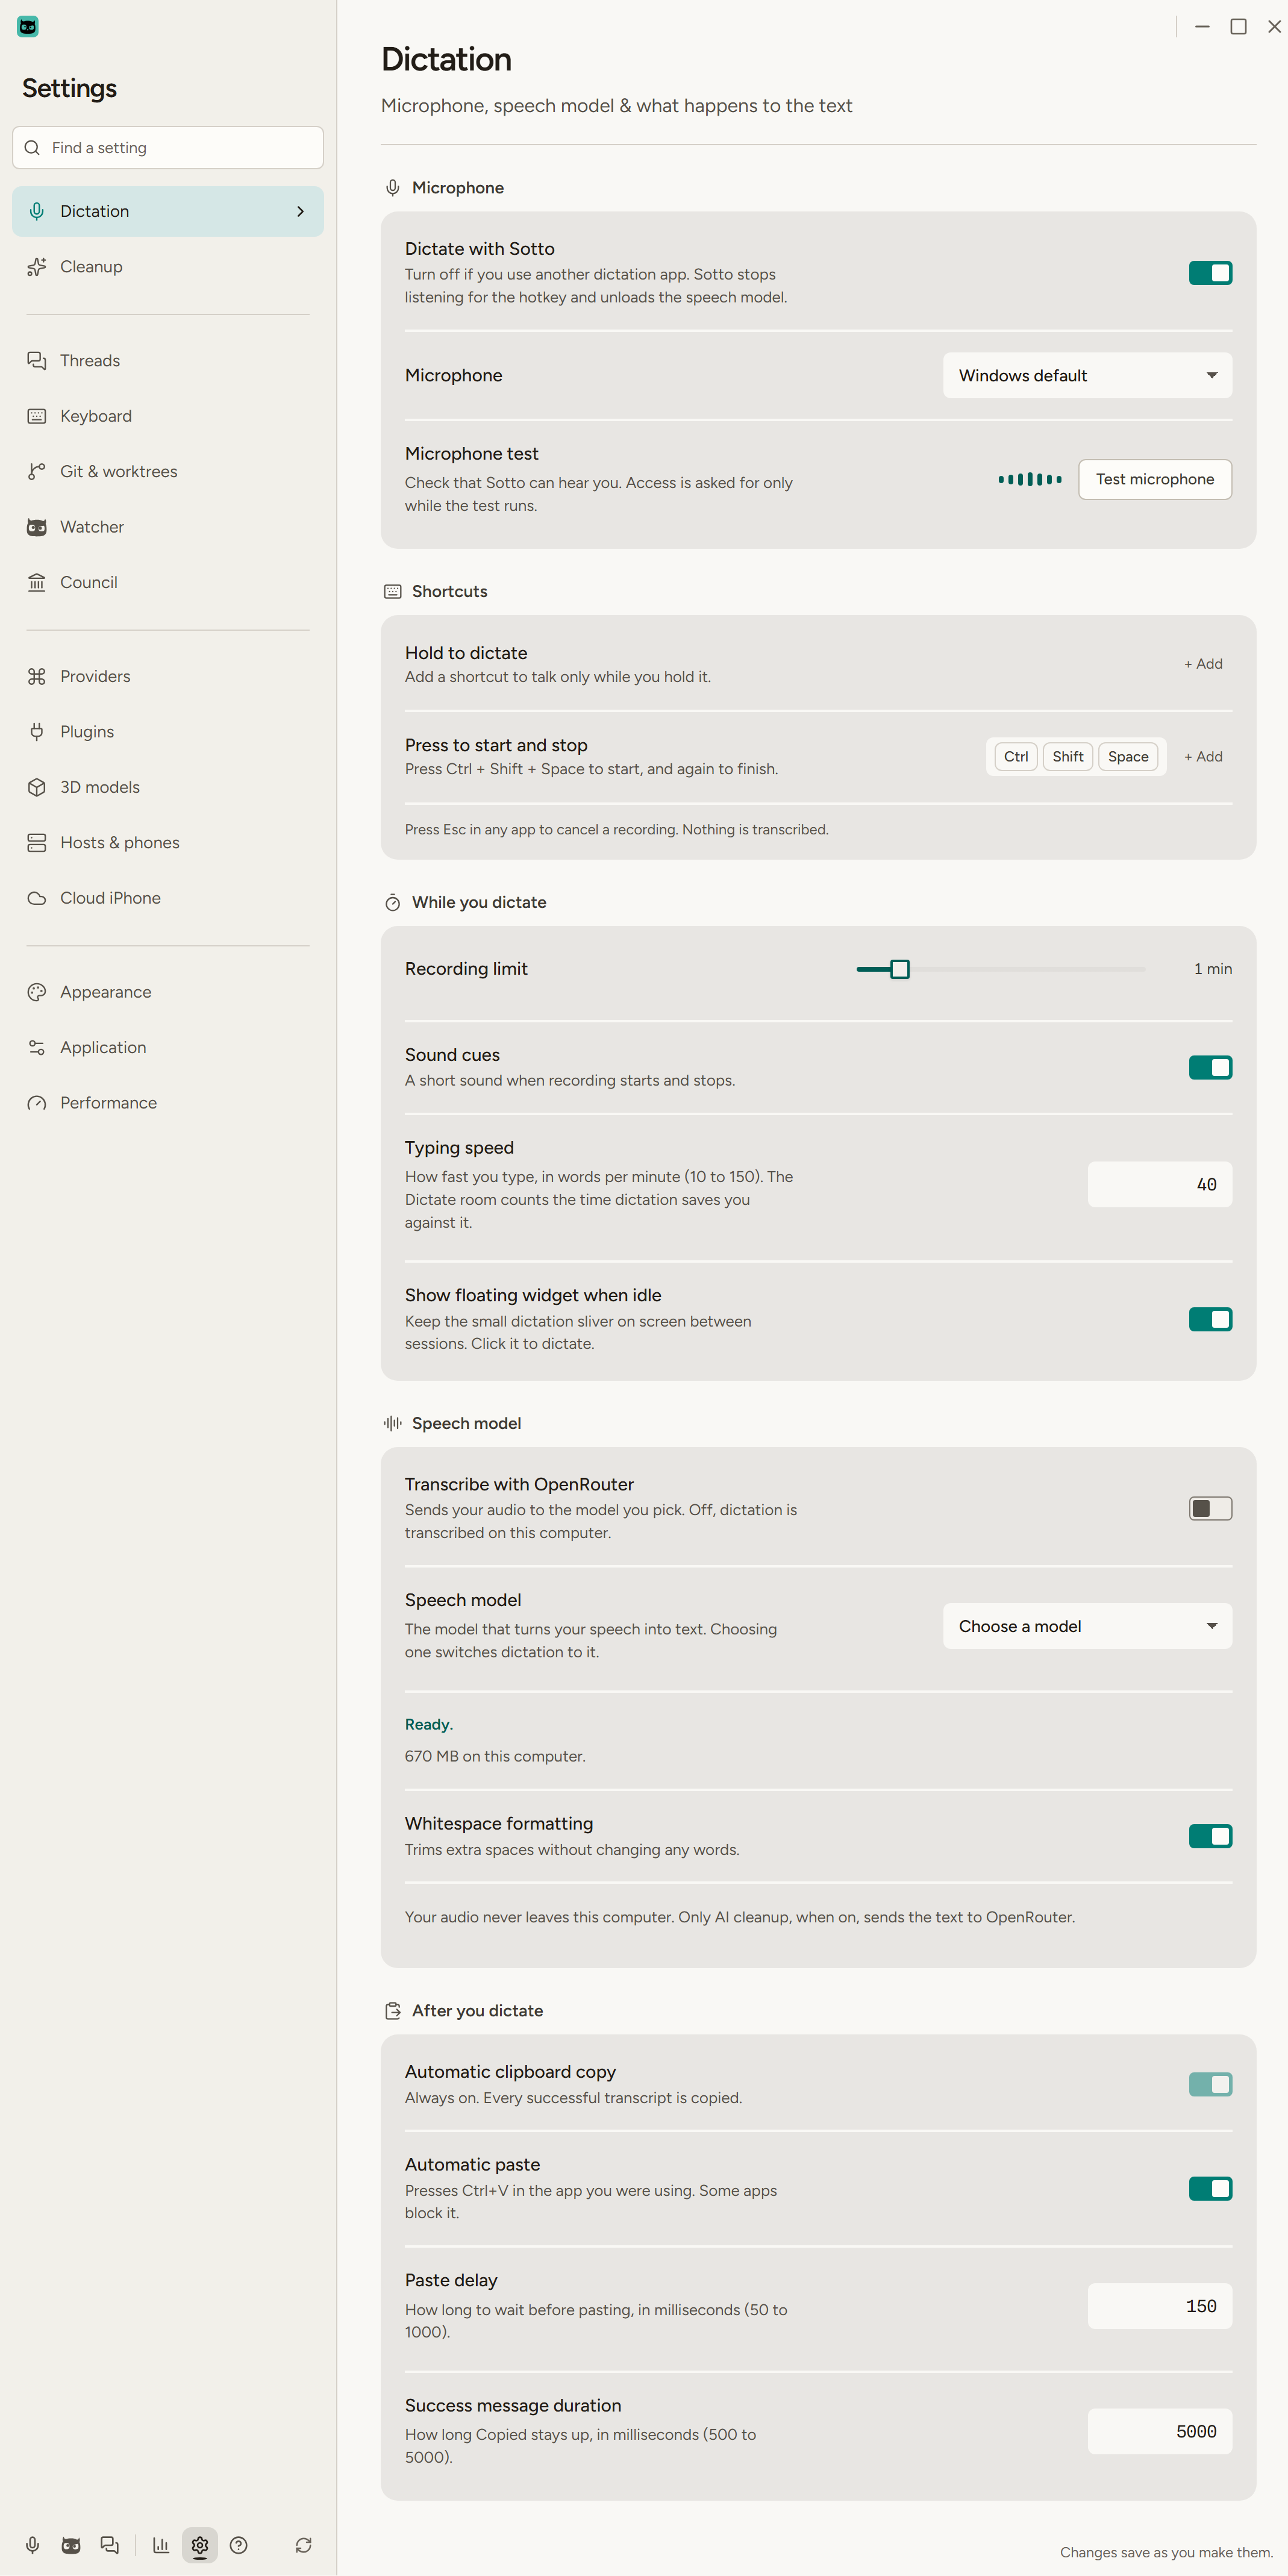 Settings
Find a setting
Dictation
Cleanup
Threads
Keyboard
Git & worktrees
Watcher
Council
Providers
Plugins
3D models
Hosts & phones
Cloud iPhone
Appearance
Application
Performance
Dictation
Microphone, speech model & what happens to the text
Microphone
Dictate with Sotto
Turn off if you use another dictation app. Sotto stops
listening for the hotkey and unloads the speech model.
Microphone
Windows default
Microphone test
Check that Sotto can hear you. Access is asked for only
while the test runs.
Test microphone
Shortcuts
Hold to dictate
Add a shortcut to talk only while you hold it.
+ Add
Press to start and stop
Press Ctrl + Shift + Space to start, and again to finish.
Ctrl Shift Space + Add
Press Esc in any app to cancel a recording. Nothing is transcribed.
While you dictate
Recording limit
1 min
Sound cues
A short sound when recording starts and stops.
Typing speed
How fast you type, in words per minute (10 to 150). The
Dictate room counts the time dictation saves you
against it.
40
Show floating widget when idle
Keep the small dictation sliver on screen between
sessions. Click it to dictate.
Speech model
Transcribe with OpenRouter
Sends your audio to the model you pick. Off, dictation is
transcribed on this computer.
Speech model
The model that turns your speech into text. Choosing
one switches dictation to it.
Choose a model
Ready.
670 MB on this computer.
Whitespace formatting
Trims extra spaces without changing any words.
Your audio never leaves this computer. Only AI cleanup, when on, sends the text to OpenRouter.
After you dictate
Automatic clipboard copy
Always on. Every successful transcript is copied.
Automatic paste
Presses Ctrl+V in the app you were using. Some apps
block it.
Paste delay
How long to wait before pasting, in milliseconds (50 to
1000).
150
Success message duration
How long Copied stays up, in milliseconds (500 to
5000).
5000
Changes save as you make them.